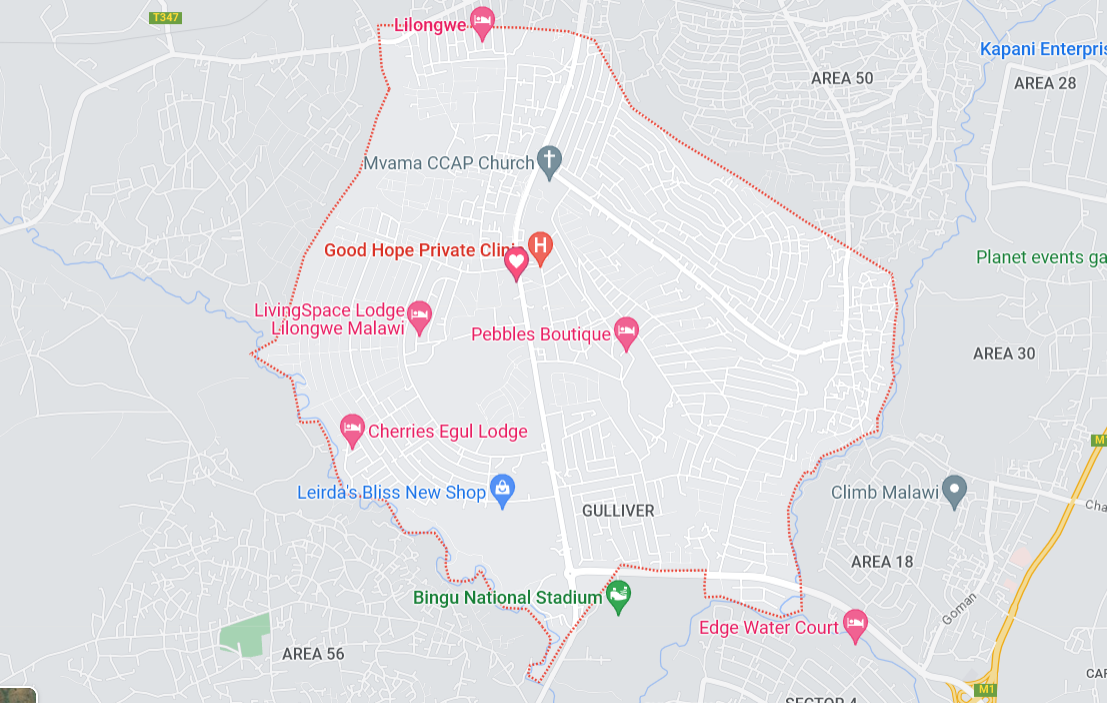 T347
Lilongwe
Kapani Enterpris
AREA 50
AREA 28
Mvama CCAP Church
Good Hope Private Clinic
H
Planet events ga
LivingSpace Lodge
Lilongwe Malawi
Pebbles Boutique
AREA 30
Cherries Egul Lodge
M
Leirda's Bliss New Shop
Climb Malawi
Cha
GULLIVER
AREA 18
Bingu National Stadium
Goman
Edge Water Court
AREA 56
CAP
M1
SECTOR 4